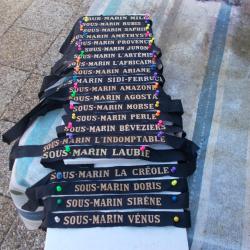 SOUS-MARIN MILL
SOUS-MARIN RUBIS
SOUS-MARIN SAPHIR
SOUS-MARIN AMÉTHYSTE
SOUS-MARIN PROVENCE
SOUS-MARIN JUNON
SOUS-MARIN L'ARTÉMIS
SOUS-MARIN L'AFRICAINE
SOUS-MARIN ARIANE
SOUS-MARIN SIDI-FERRUCH
SOUS-MARIN AMAZONE
SOUS-MARIN AGOSTA
SOUS-MARIN MORSE
SOUS-MARIN PERLE
SOUS-MARIN BÉVEZIERS
SOUS-MARIN L'INDOMPTABLE
SOUS-MARIN LAUBIE
SOUS-MARIN LA CRÉOLE
SOUS-MARIN DORIS
SOUS-MARIN SIRÈNE
SOUS-MARIN VÉNUS